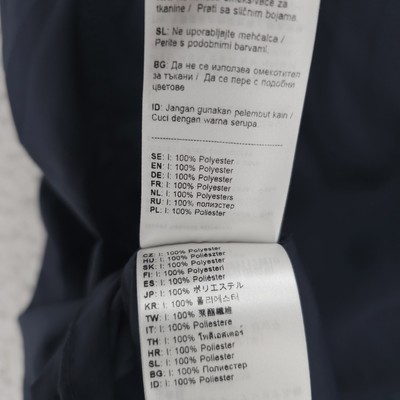 tkanine / Prati sa sličnim bojama.
SL: Ne uporabljejte mehčalca /
Perite s podobnimi barvami.
BG: Да не се използва омекотител
за тъкани / Да се пере с подобни
цветове
ID: Jangan gunakan pelembut kain /
Cuci dengan warna serupa.
SE: I: 100% Polyester
EN: I: 100% Polyester
DE: I: 100% Polyester
FR: I: 100% Polyester
NL: I: 100% Polyesters
RU: I: 100% полиэстер
PL: I: 100% Poliester
CZ: I: 100% Polyester
HU: I: 100% Poliészter
SK: I: 100% Polyester
FI: I: 100% Polyesteri
ES: I: 100% Poliéster
JP: I: 100% ポリエステル
KR: I: 100% 폴리에스터
TW: I: 100% 聚酯纖維
IT: I: 100% Poliestere
TH: I: 100% โพลีเอสเตอร์
HR: I: 100% Poliester
SL: I: 100% Poliester
BG: I: 100% Полиестер
ID: I: 100% Poliester